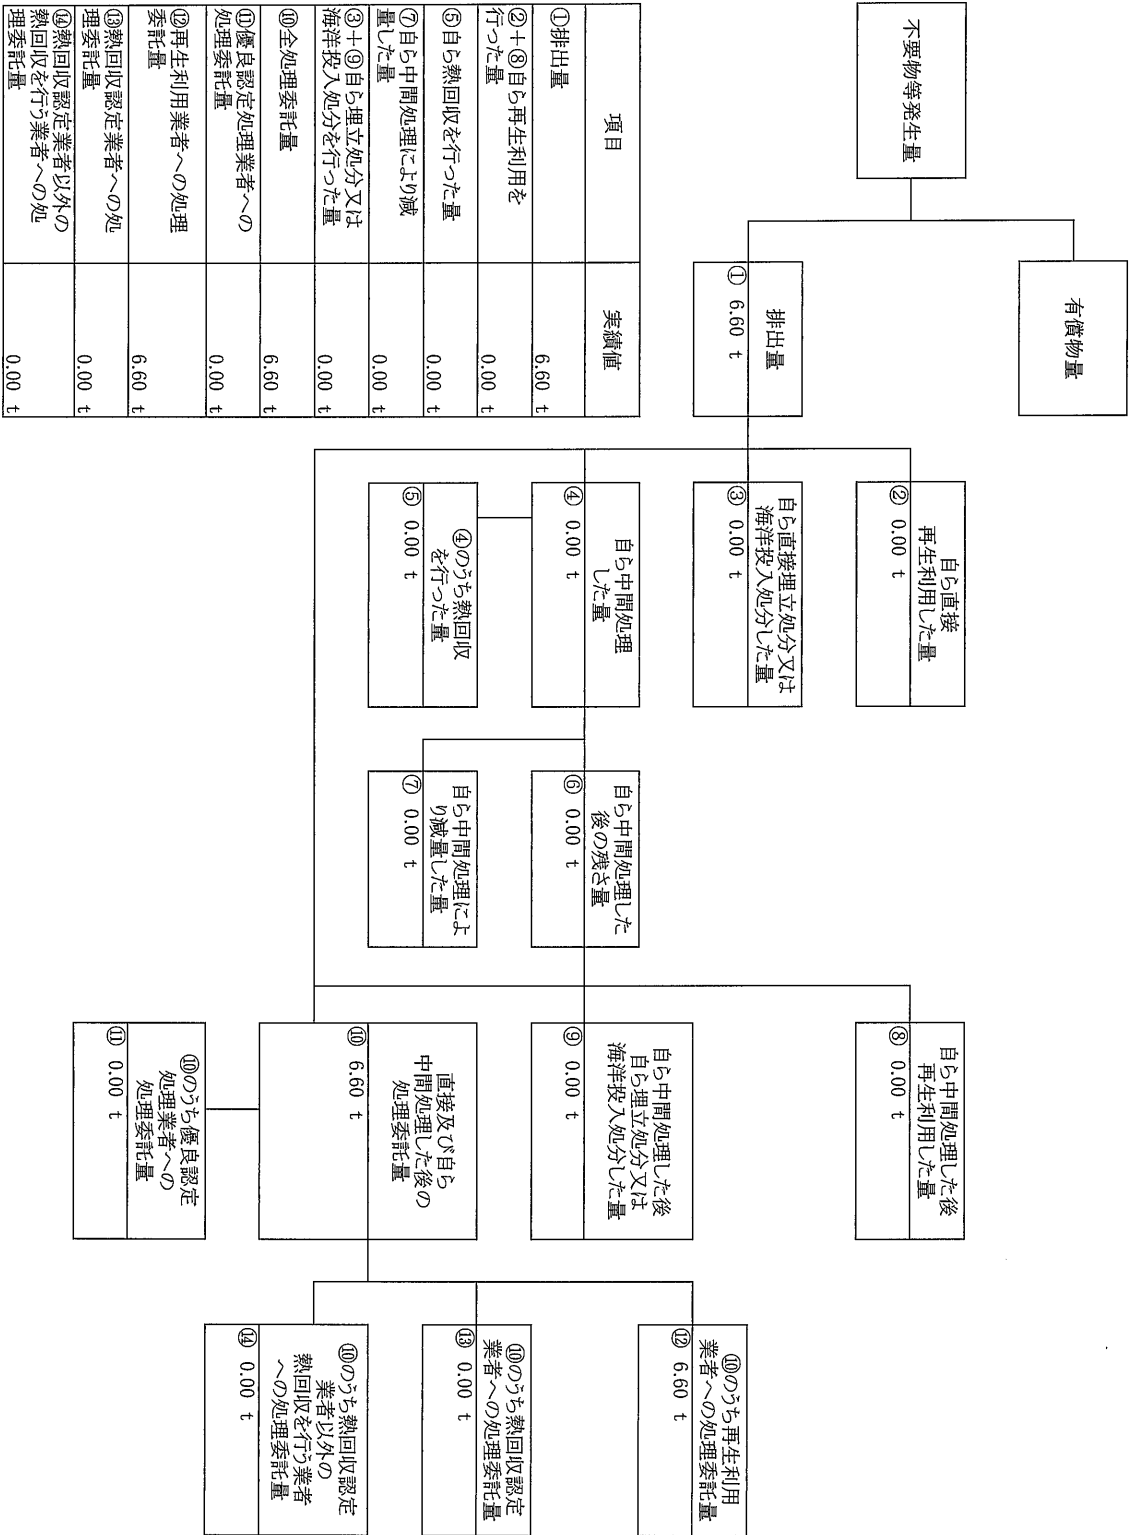 不要物等発生量
有償物量
排出量
① 6.60 t
自ら直接
再生利用した量
② 0.00 t
自ら直接埋立処分又は
海洋投入処分した量
③ 0.00 t
自ら中間処理
した量
④ 0.00 t
④のうち熱回収
を行った量
⑤ 0.00 t
自ら中間処理した
後の残さ量
⑥ 0.00 t
自ら中間処理によ
り減量した量
⑦ 0.00 t
自ら中間処理した後
再生利用した量
⑧ 0.00 t
自ら中間処理した後
自ら埋立処分又は
海洋投入処分した量
⑨ 0.00 t
直接及び自ら
中間処理した後の
処理委託量
⑩ 6.60 t
⑩のうち優良認定
処理業者への
処理委託量
⑪ 0.00 t
⑩のうち再生利用
業者への処理委託量
⑫ 6.60 t
⑩のうち熱回収認定
業者への処理委託量
⑬ 0.00 t
⑩のうち熱回収認定
業者以外の
熱回収を行う業者
への処理委託量
⑭ 0.00 t
項目 実績値
①排出量 6.60 t
②+⑧自ら再生利用を
行った量 0.00 t
⑤自ら熱回収を行った量 0.00 t
⑦自ら中間処理により減
量した量 0.00 t
③+⑨自ら埋立処分又は
海洋投入処分を行った量 0.00 t
⑩全処理委託量 6.60 t
⑪優良認定処理業者への
処理委託量 0.00 t
⑫再生利用業者への処理
委託量 6.60 t
⑬熱回収認定業者への処
理委託量 0.00 t
⑭熱回収認定業者以外の
熱回収を行う業者への処
理委託量 0.00 t